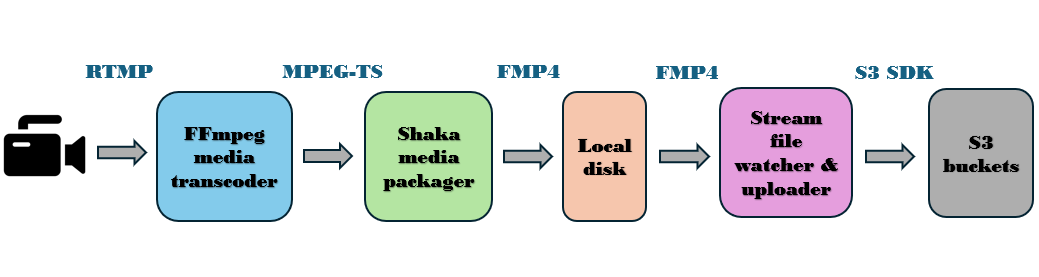 RTMP
MPEG-TS
FMP4
FMP4
S3 SDK
FFmpeg
media
transcoder
Shaka
media
packager
Local
disk
Stream
file
watcher &
uploader
S3
buckets